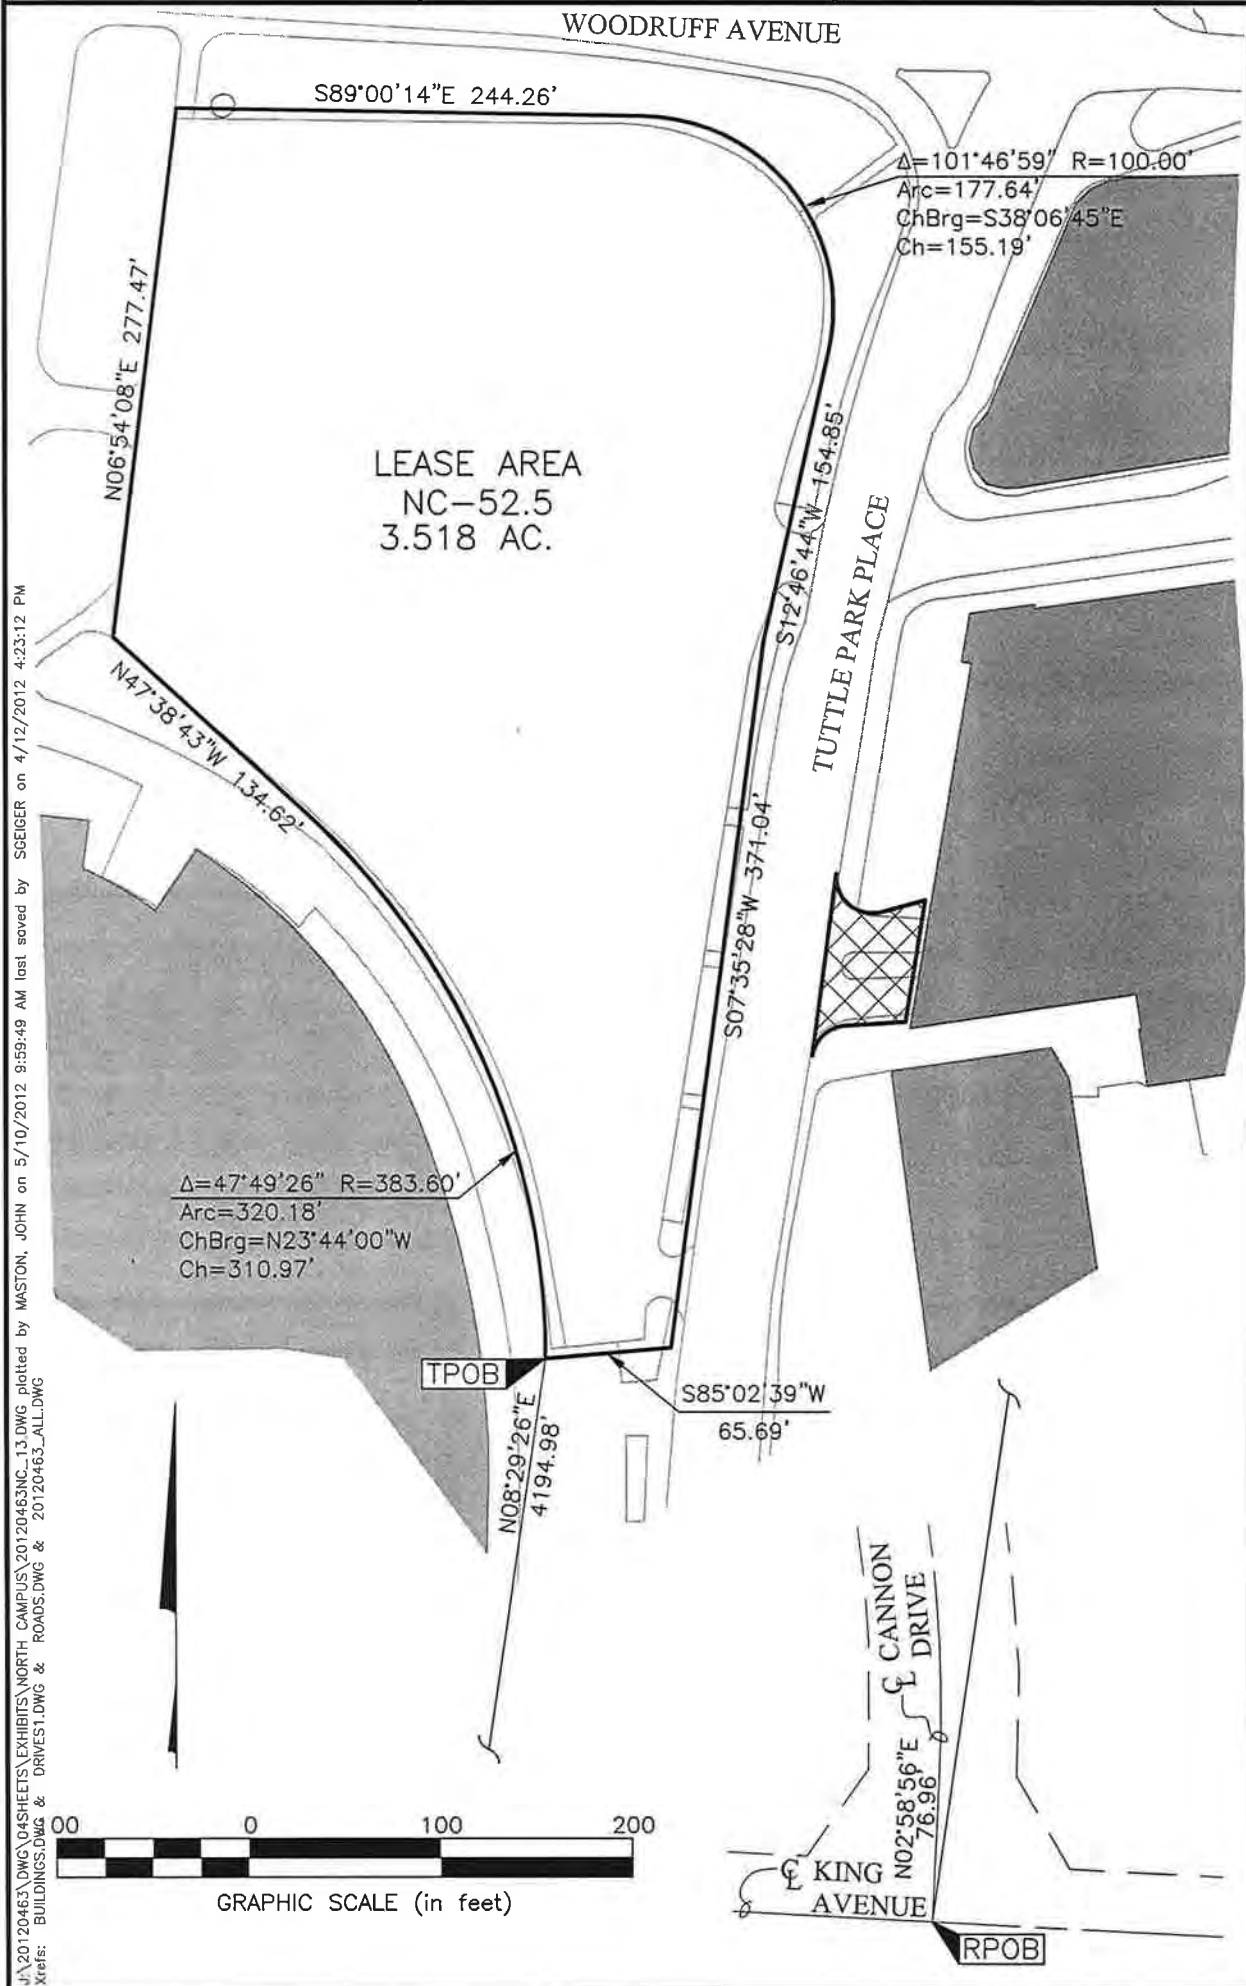 WOODRUFF AVENUE
S89°00'14"E 244.26'
Δ=101°46'59" R=100.00'
Arc=177.64'
ChBrg=S38°06'45"E
Ch=155.19'
N06°54'08"E 277.47'
LEASE AREA
NC-52.5
3.518 AC.
S12°46'44"W 154.85'
TUTTLE PARK PLACE
N47°38'43"W 134.62'
S07°35'28"W 371.04'
Δ=47°49'26" R=383.60'
Arc=320.18'
ChBrg=N23°44'00"W
Ch=310.97'
TPOB
S85°02'39"W
65.69'
N08°29'26"E
4194.98'
℄ CANNON
DRIVE
N02°58'56"E
76.96'
℄ KING
AVENUE
RPOB
100 0 100 200
GRAPHIC SCALE (in feet)
J:\20120463\DWG\04SHEETS\EXHIBITS\NORTH CAMPUS\20120463NC_13.DWG plotted by MASTON, JOHN on 5/10/2012 9:59:49 AM last saved by SGEIGER on 4/12/2012 4:23:12 PM
Xrefs: BUILDINGS.DWG & DRIVES1.DWG & ROADS.DWG & 20120463_ALL.DWG